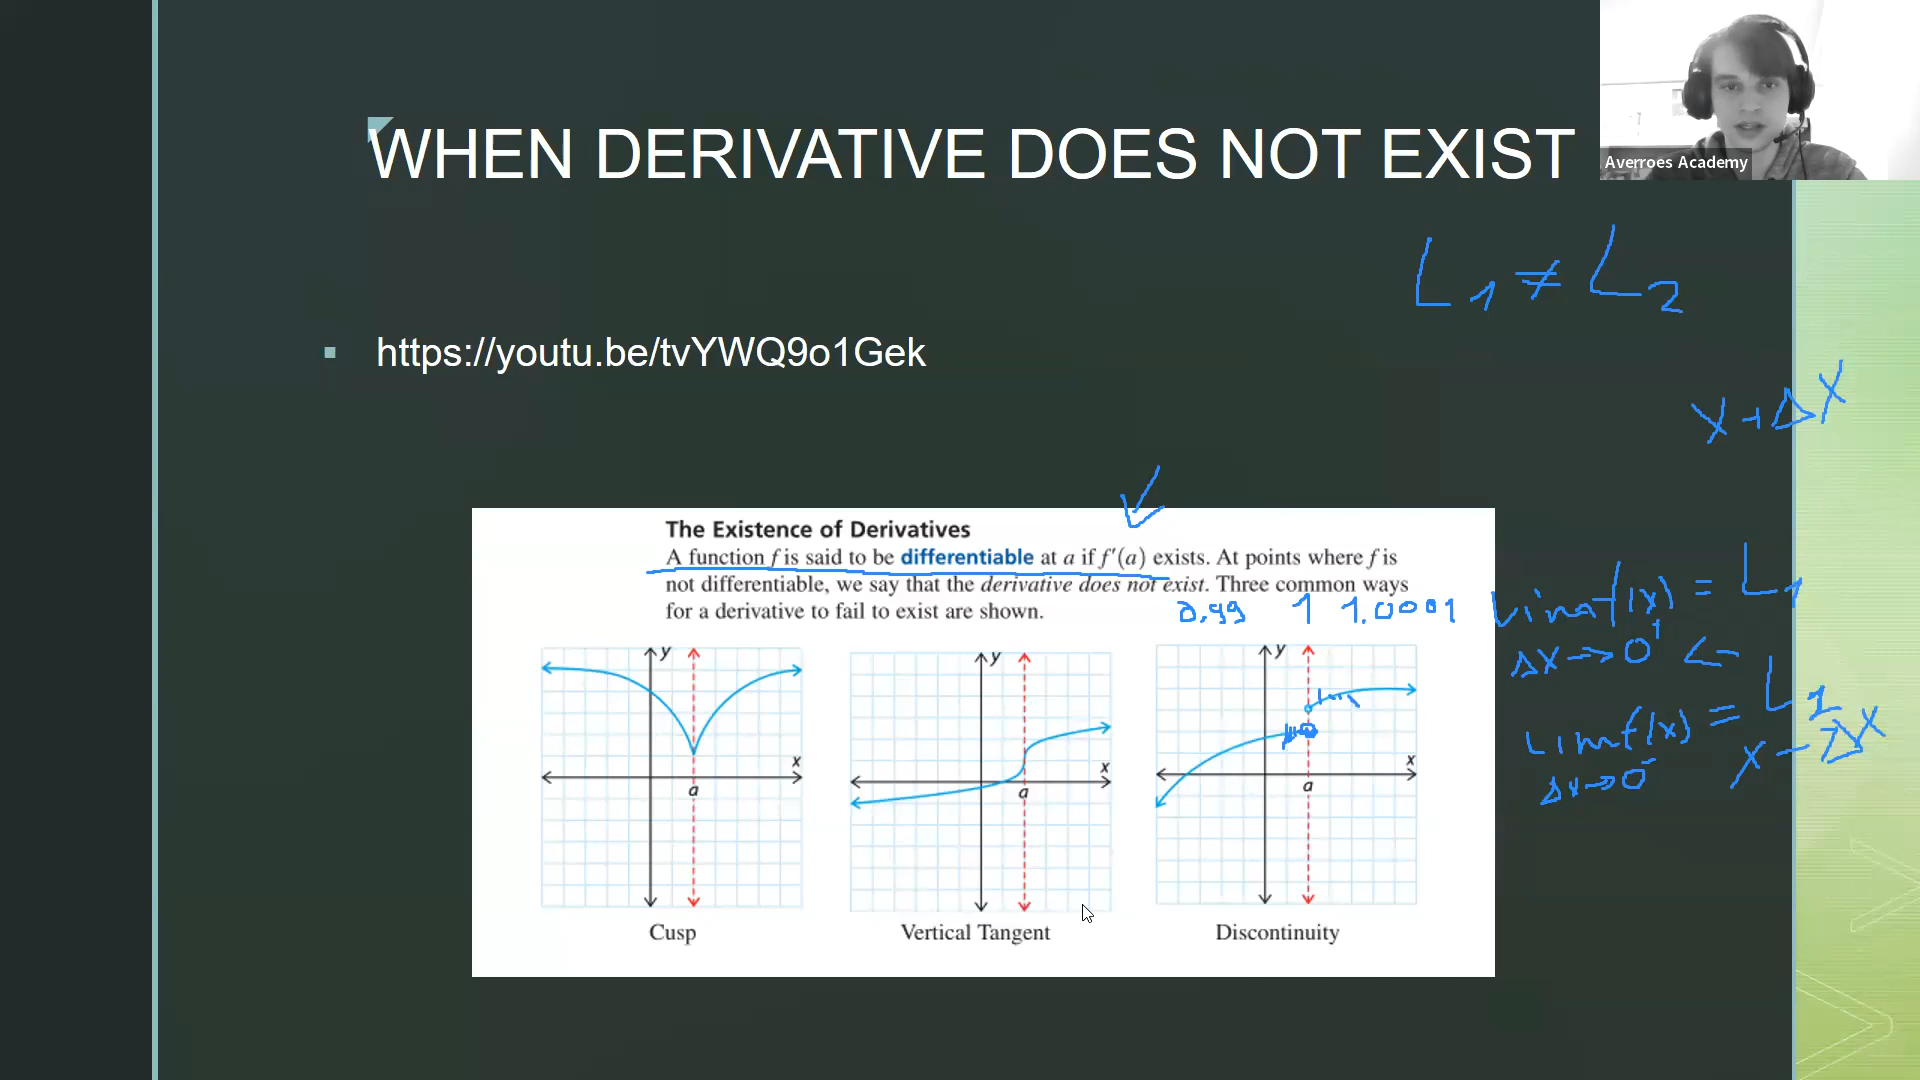 WHEN DERIVATIVE DOES NOT EXIST
Averroes Academy
L1 ≠ L2
https://youtu.be/tvYWQ9o1Gek
x + Δx
The Existence of Derivatives
A function f is said to be differentiable at a if f′(a) exists. At points where f is
not differentiable, we say that the derivative does not exist. Three common ways
for a derivative to fail to exist are shown.
0.99 1 1.0001
Lim f(x) = L1
Δx → 0+ <-
Lim f(x) = L2
Δx → 0-
x - Δx
y
x
a
Cusp
y
x
a
Vertical Tangent
y
x
a
Discontinuity